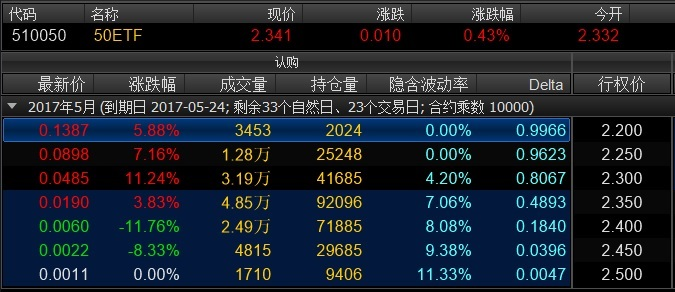 代码 名称 现价 涨跌 涨跌幅 今开
510050 50ETF 2.341 0.010 0.43% 2.332
认购
最新价 涨跌幅 成交量 持仓量 隐含波动率 Delta 行权价
2017年5月 (到期日 2017-05-24; 剩余33个自然日、23个交易日; 合约乘数 10000)
0.1387 5.88% 3453 2024 0.00% 0.9966 2.200
0.0898 7.16% 1.28万 25248 0.00% 0.9623 2.250
0.0485 11.24% 3.19万 41685 4.20% 0.8067 2.300
0.0190 3.83% 4.85万 92096 7.06% 0.4893 2.350
0.0060 -11.76% 2.49万 71885 8.08% 0.1840 2.400
0.0022 -8.33% 4815 29685 9.38% 0.0396 2.450
0.0011 0.00% 1710 9406 11.33% 0.0047 2.500